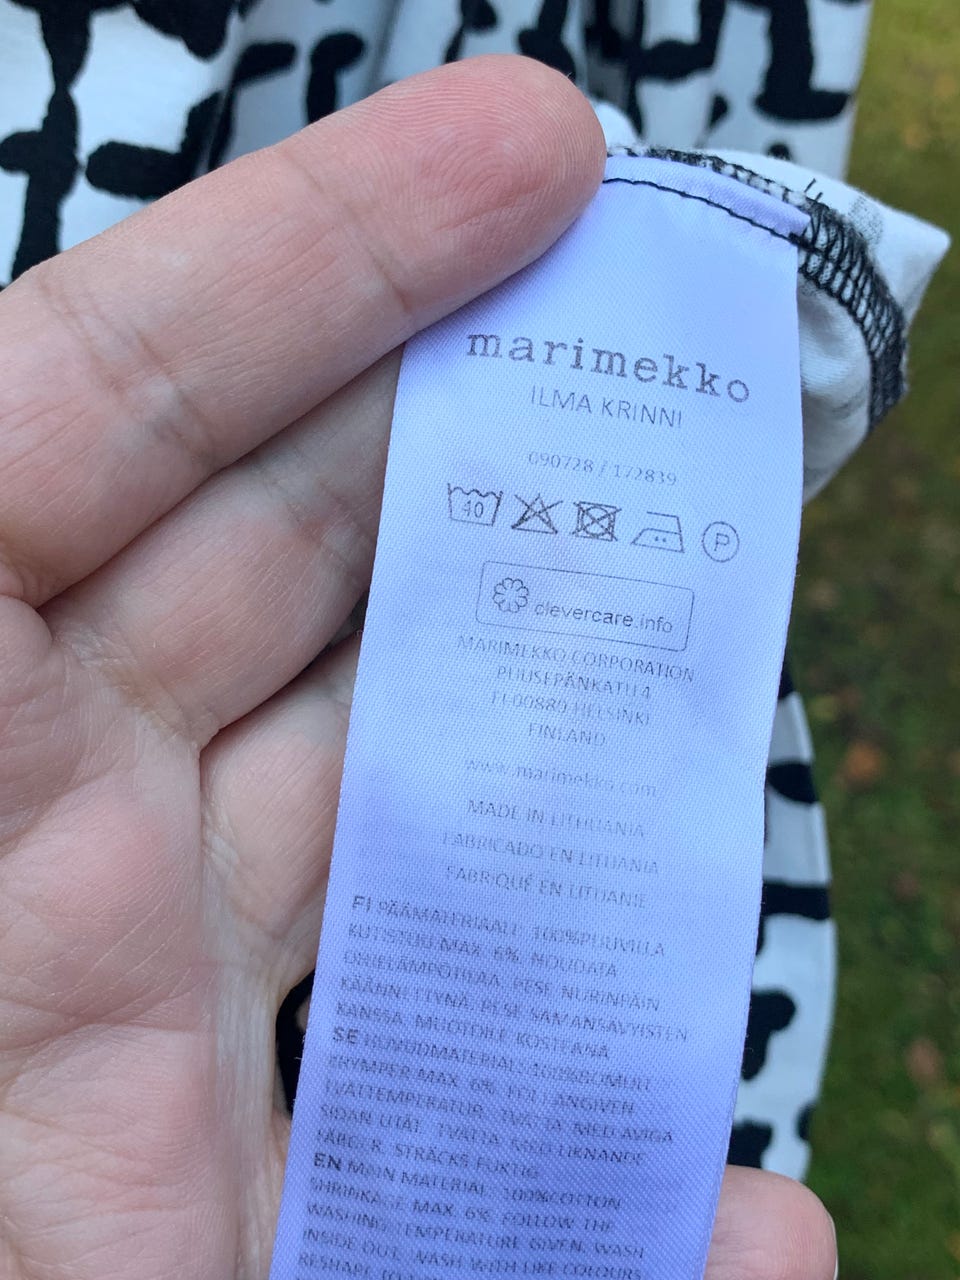 marimekko
ILMA KRINNI
090728 / 172839
40
P
clevercare.info
MARIMEKKO CORPORATION
PUUSEPÄNKATU 4
FI-00880 HELSINKI
FINLAND
www.marimekko.com
MADE IN LITHUANIA
FABRICADO EN LITUANIA
FABRIQUÉ EN LITUANIE
FI PÄÄMATERIAALI: 100%PUUVILLA
KUTISTUU MAX. 6%. NOUDATA
OHJELÄMPÖTILAA. PESE NURINPÄIN
KÄÄNNETTYNÄ. PESE SAMANSÄVYISTEN
KANSSA. MUOTOILE KOSTEANA
SE HUVUDMATERIAL: 100%BOMULL
KRYMPER MAX. 6%. FÖLJ ANGIVEN
TVÄTTEMPERATUR. TVÄTTA MED AVIGA
SIDAN UTÅT. TVÄTTA MED LIKNANDE
FÄRGER. STRÄCKS FUKTIG
EN MAIN MATERIAL: 100%COTTON
SHRINKAGE MAX. 6%. FOLLOW THE
WASHING TEMPERATURE GIVEN. WASH
INSIDE OUT. WASH WITH LIKE COLOURS.
RESHAPE